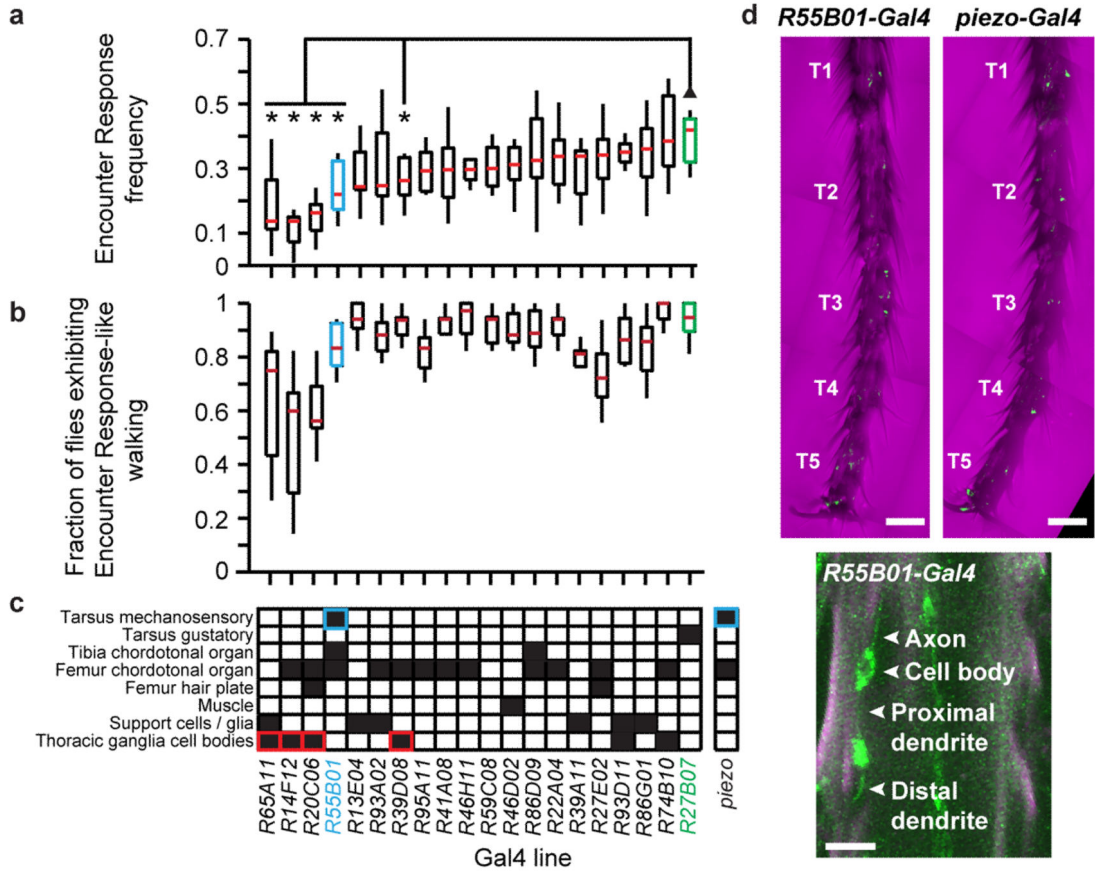 a
Encounter Response
frequency
0.7
0.5
0.3
0.1
0
* * * * *
b
Fraction of flies exhibiting
Encounter Response-like
walking
1
0.8
0.6
0.4
0.2
0
c
Tarsus mechanosensory
Tarsus gustatory
Tibia chordotonal organ
Femur chordotonal organ
Femur hair plate
Muscle
Support cells / glia
Thoracic ganglia cell bodies
R65A11
R14F12
R20C06
R55B01
R13E04
R93A02
R39D08
R95A11
R41A08
R46H11
R59C08
R46D02
R86D09
R22A04
R39A11
R27E02
R93D11
R86G01
R74B10
R27B07
piezo
Gal4 line
d
R55B01-Gal4
T1
T2
T3
T4
T5
piezo-Gal4
T1
T2
T3
T4
T5
R55B01-Gal4
Axon
Cell body
Proximal
dendrite
Distal
dendrite